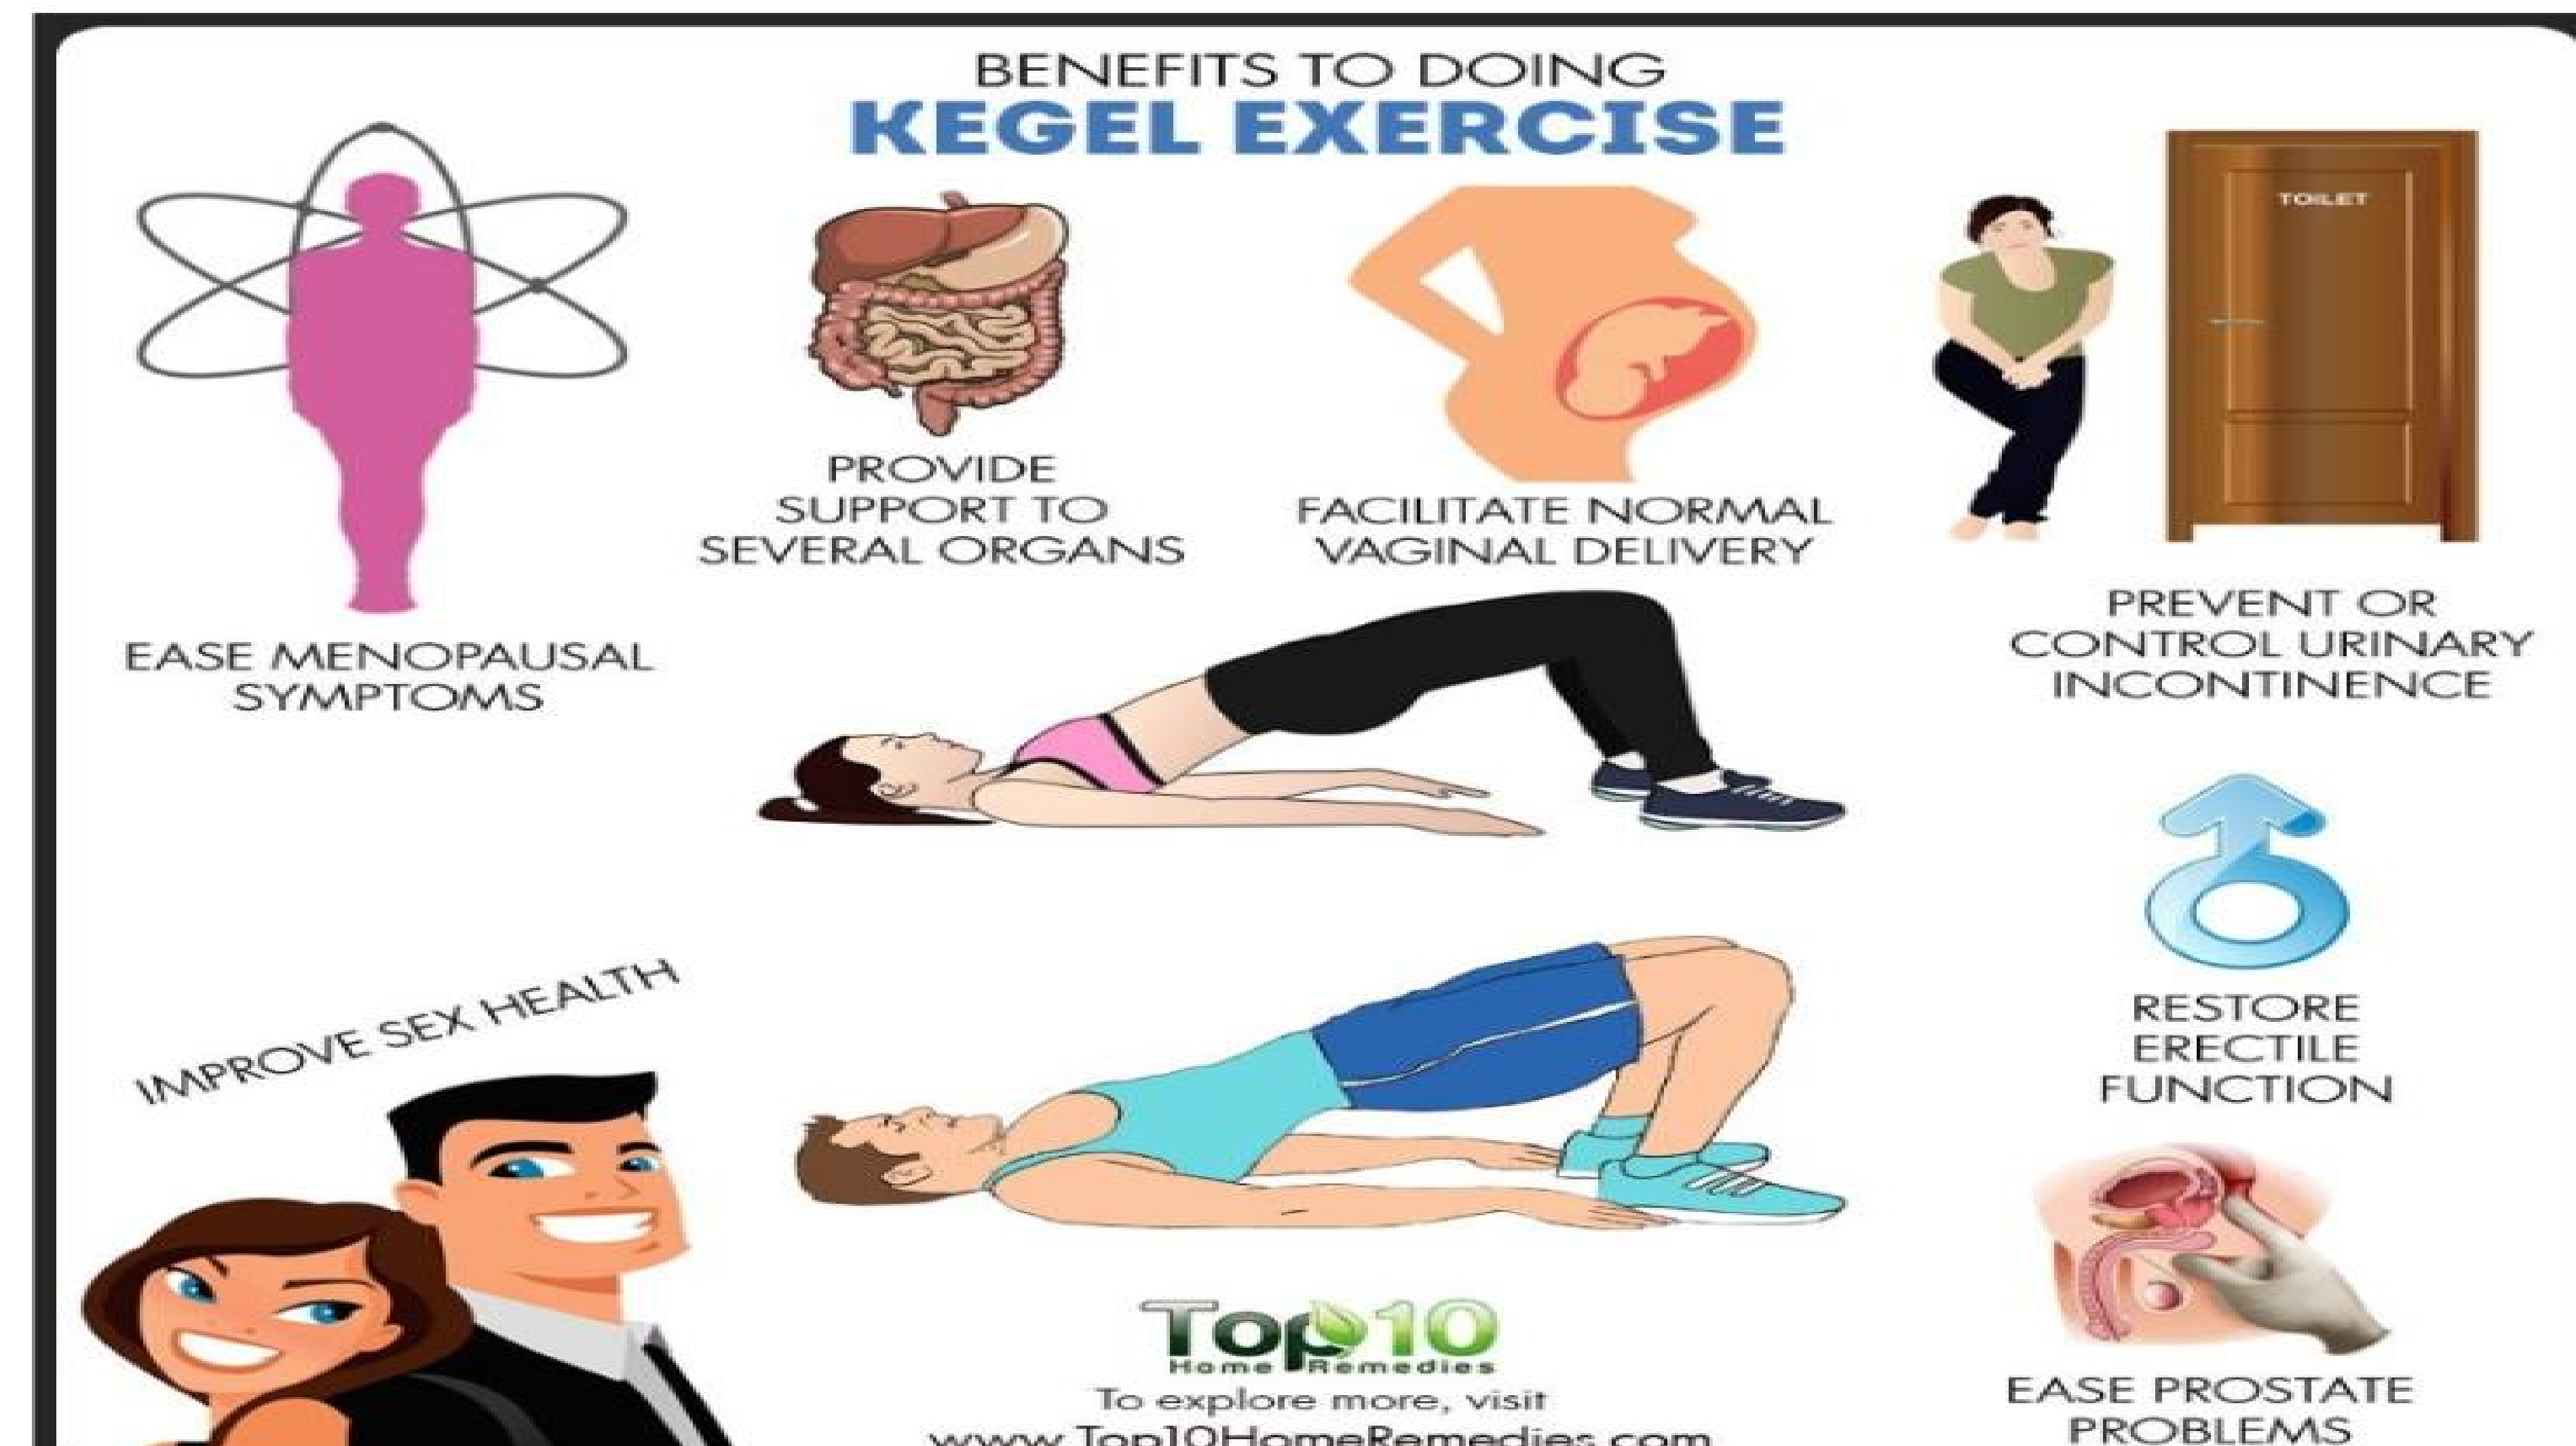 BENEFITS TO DOING
KEGEL EXERCISE
TOILET
PROVIDE
SUPPORT TO
SEVERAL ORGANS
FACILITATE NORMAL
VAGINAL DELIVERY
PREVENT OR
CONTROL URINARY
INCONTINENCE
EASE MENOPAUSAL
SYMPTOMS
IMPROVE SEX HEALTH
RESTORE
ERECTILE
FUNCTION
EASE PROSTATE
PROBLEMS
Top10
Home Remedies
To explore more, visit
www.Top10HomeRemedies.com